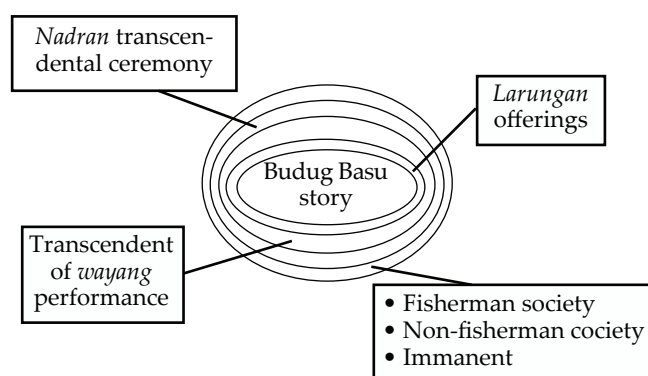 Nadran transcen-
dental ceremony
Larungan
offerings
Budug Basu
story
Transcendent
of wayang
performance
• Fisherman society
• Non-fisherman cociety
• Immanent